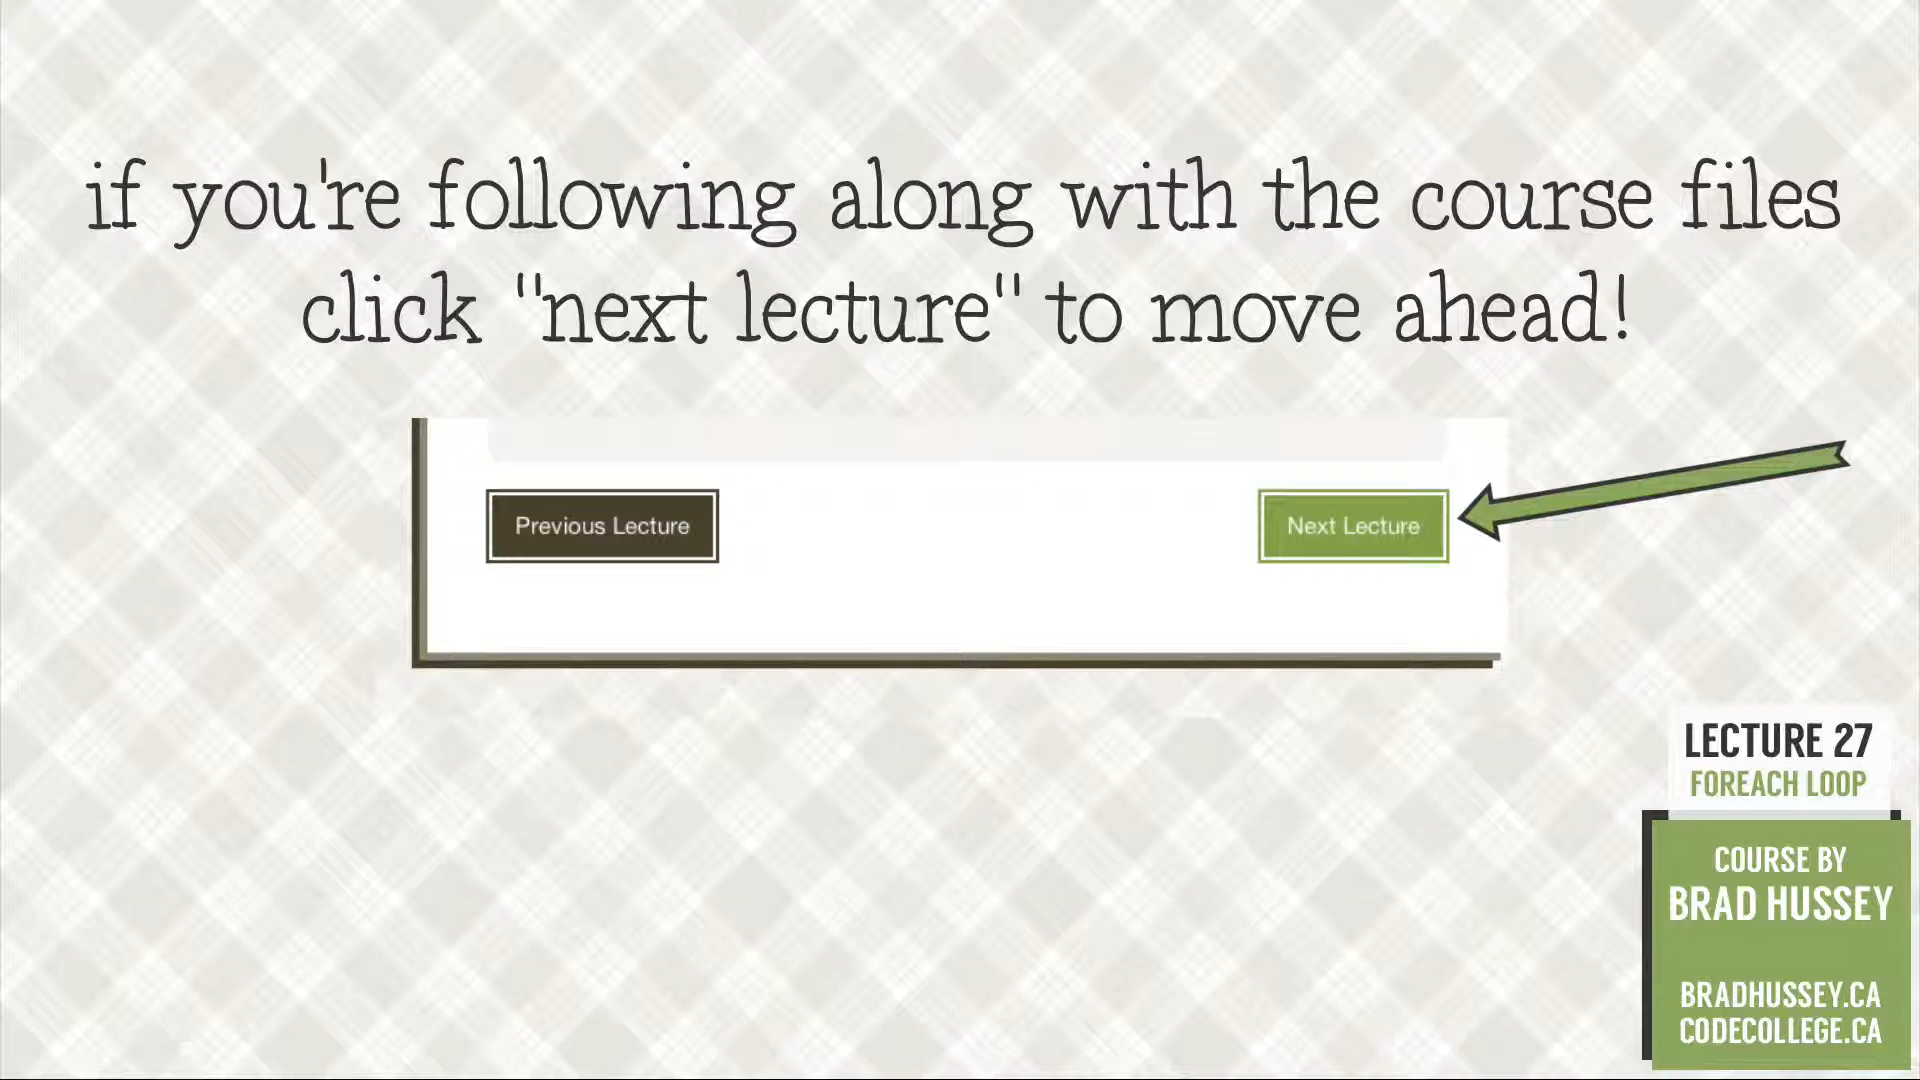 if you're following along with the course files
click "next lecture" to move ahead!
Previous Lecture
Next Lecture
LECTURE 27
FOREACH LOOP
COURSE BY
BRAD HUSSEY
BRADHUSSEY.CA
CODECOLLEGE.CA